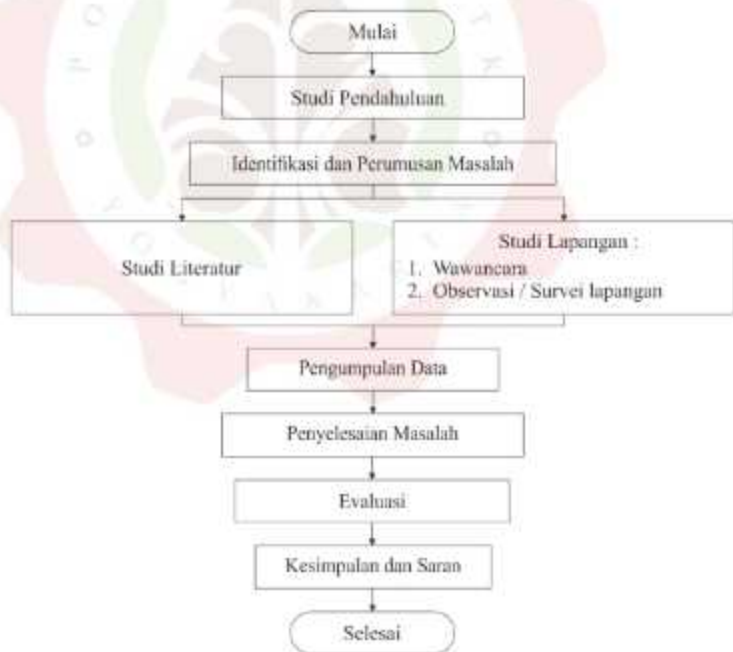 Mulai
Studi Pendahuluan
Identifikasi dan Perumusan Masalah
Studi Literatur
Studi Lapangan :
1. Wawancara
2. Observasi / Survei lapangan
Pengumpulan Data
Penyelesaian Masalah
Evaluasi
Kesimpulan dan Saran
Selesai